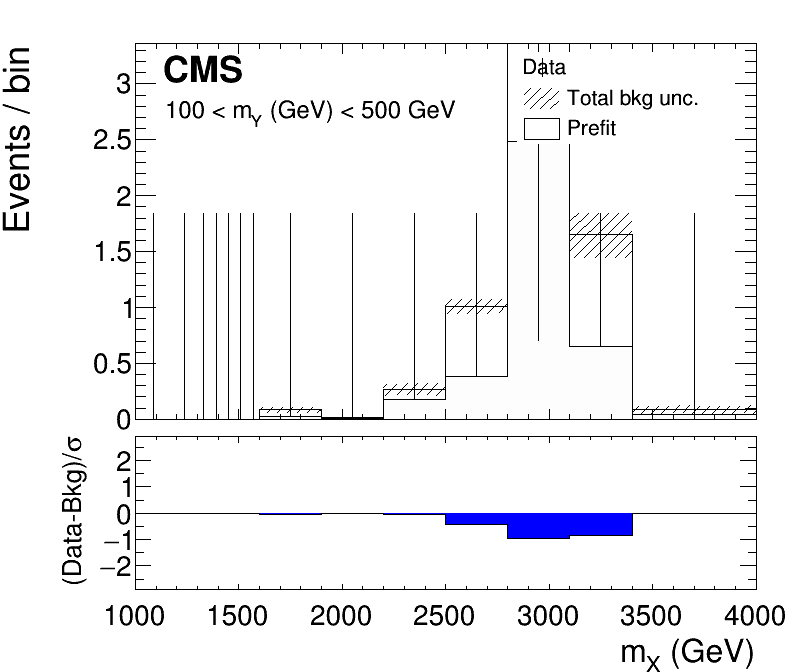 CMS
100 < mY (GeV) < 500 GeV
Data
Total bkg unc.
Prefit
Events / bin
3
2.5
2
1.5
1
0.5
0
(Data-Bkg)/σ
2
1
0
−1
−2
1000 1500 2000 2500 3000 3500 4000
mX (GeV)